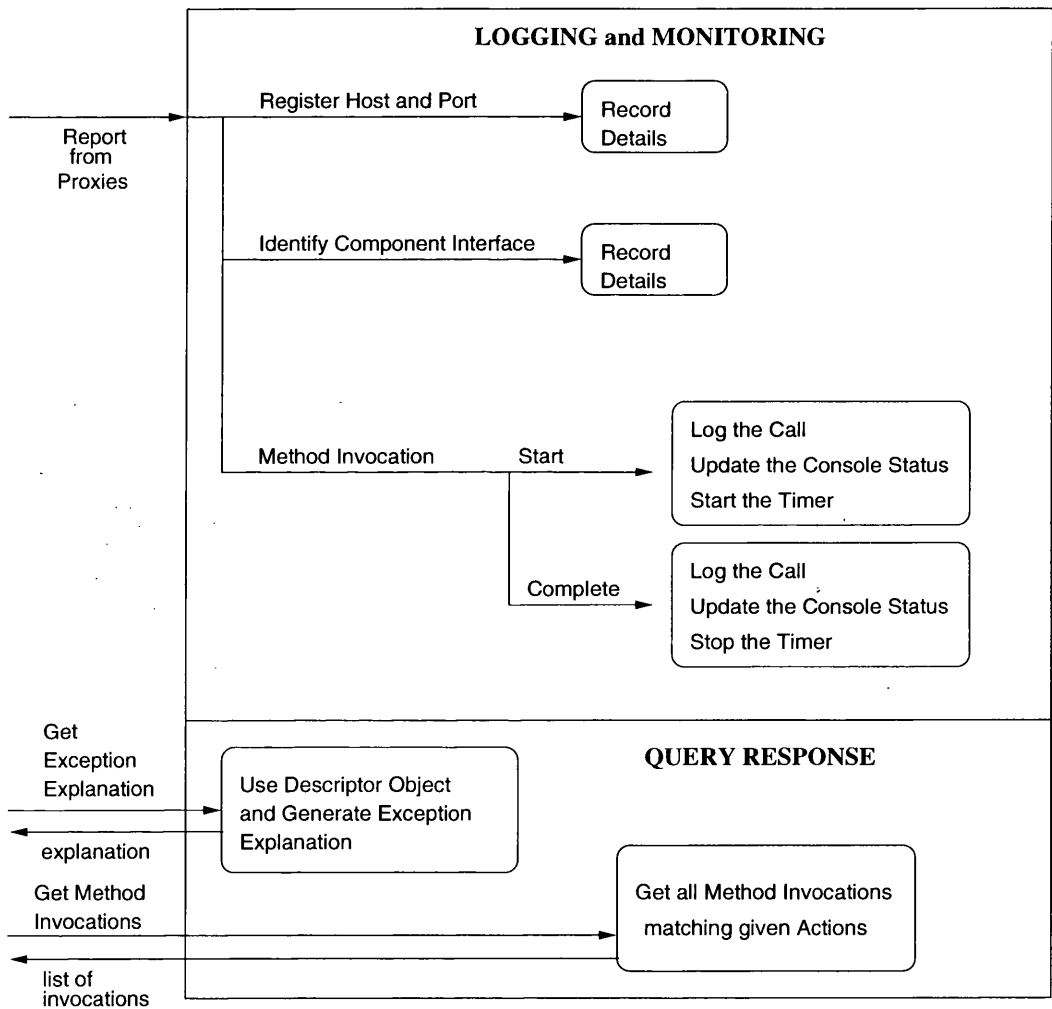 LOGGING and MONITORING
Register Host and Port
Record
Details
Report
from
Proxies
Identify Component Interface
Record
Details
Method Invocation
Start
Log the Call
Update the Console Status
Start the Timer
Complete
Log the Call
Update the Console Status
Stop the Timer
QUERY RESPONSE
Get
Exception
Explanation
Use Descriptor Object
and Generate Exception
Explanation
explanation
Get Method
Invocations
Get all Method Invocations
matching given Actions
list of
invocations